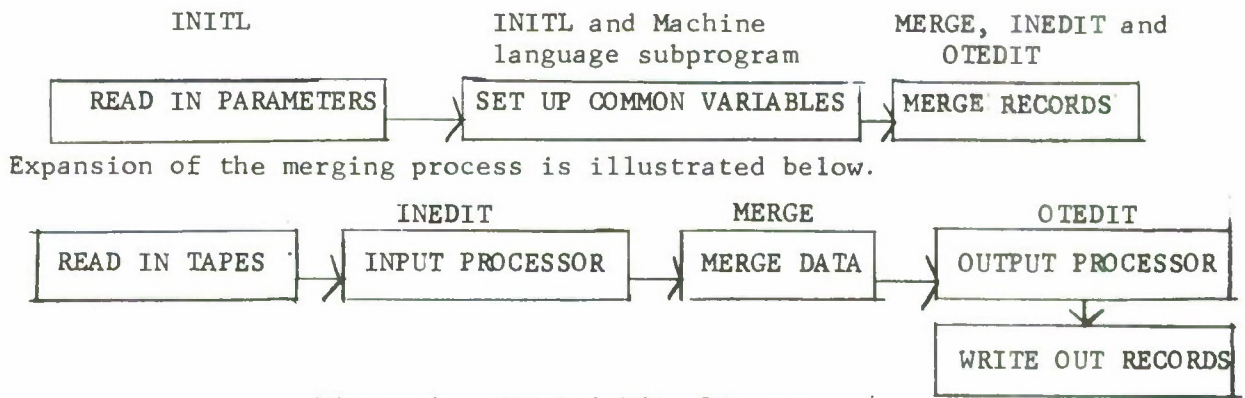 INITL
INITL and Machine
language subprogram
MERGE, INEDIT and
OTEDIT
READ IN PARAMETERS
SET UP COMMON VARIABLES
MERGE RECORDS
Expansion of the merging process is illustrated below.
INEDIT
MERGE
OTEDIT
READ IN TAPES
INPUT PROCESSOR
MERGE DATA
OUTPUT PROCESSOR
WRITE OUT RECORDS